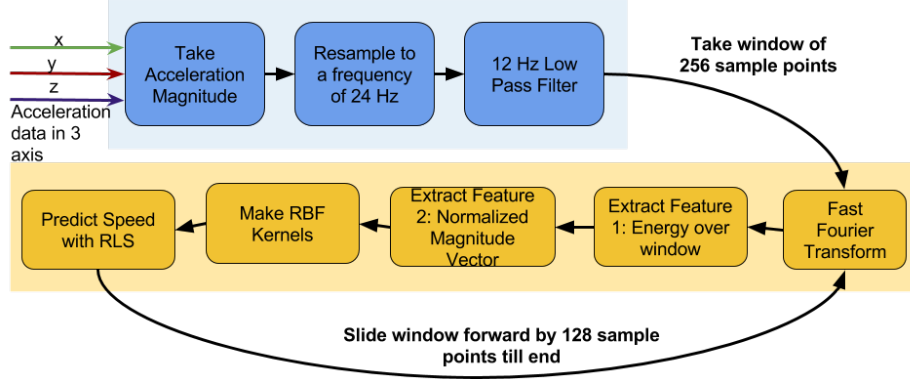 x
y
z
Acceleration
data in 3
axis
Take
Acceleration
Magnitude
Resample to
a frequency
of 24 Hz
12 Hz Low
Pass Filter
Take window of
256 sample points
Predict Speed
with RLS
Make RBF
Kernels
Extract Feature
2: Normalized
Magnitude
Vector
Extract Feature
1: Energy over
window
Fast
Fourier
Transform
Slide window forward by 128 sample
points till end